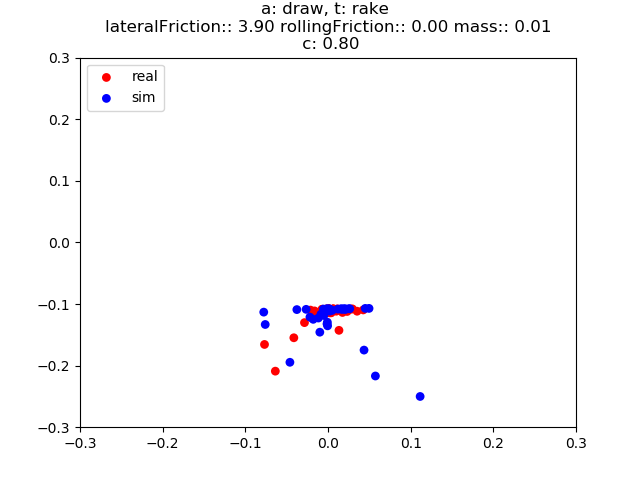 a: draw, t: rake
lateralFriction:: 3.90 rollingFriction:: 0.00 mass:: 0.01
c: 0.80
real
sim
0.3
0.2
0.1
0.0
−0.1
−0.2
−0.3
−0.3 −0.2 −0.1 0.0 0.1 0.2 0.3